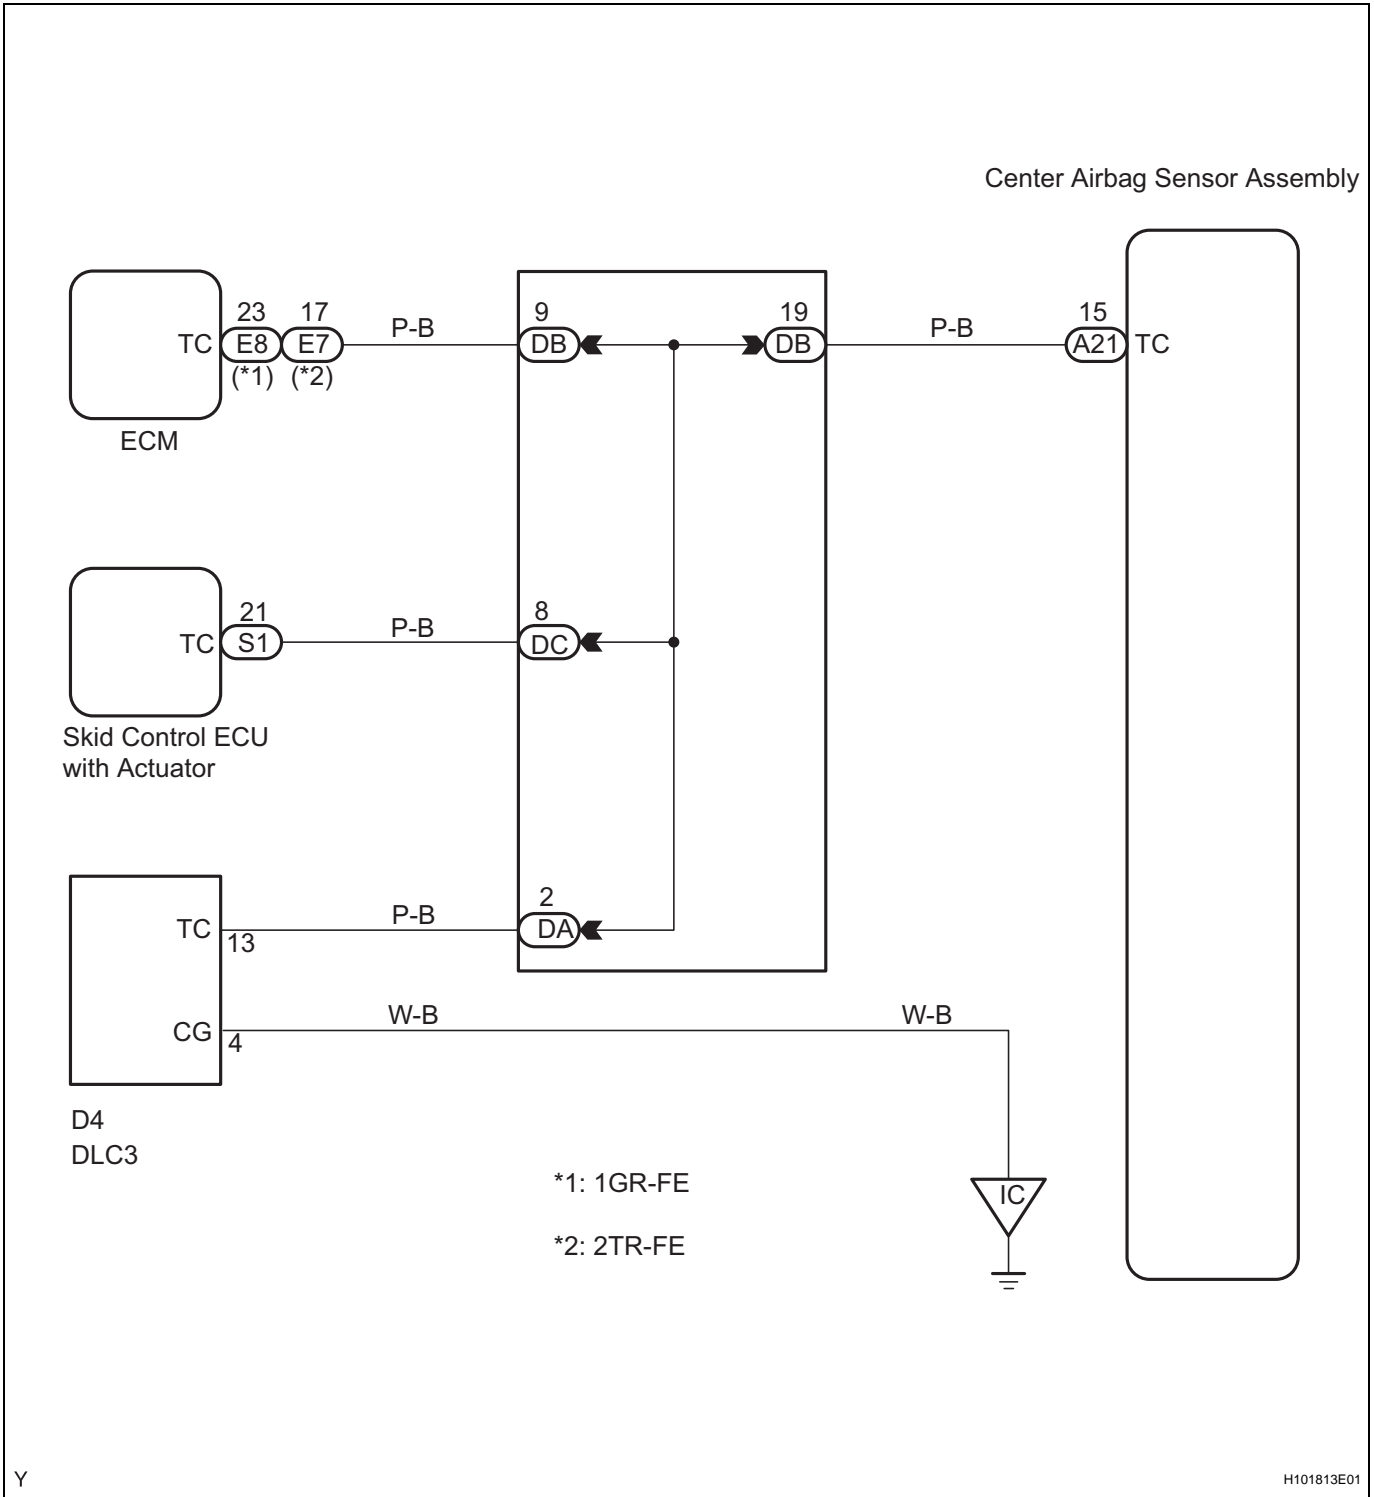 Center Airbag Sensor Assembly
23 17 9 19 15
TC E8 E7 P-B DB DB P-B A21 TC
(*1) (*2)
ECM
21 8
TC S1 P-B DC
Skid Control ECU
with Actuator
2
TC 13 P-B DA
CG 4 W-B W-B
D4
DLC3
*1: 1GR-FE
IC
*2: 2TR-FE
Y
H101813E01